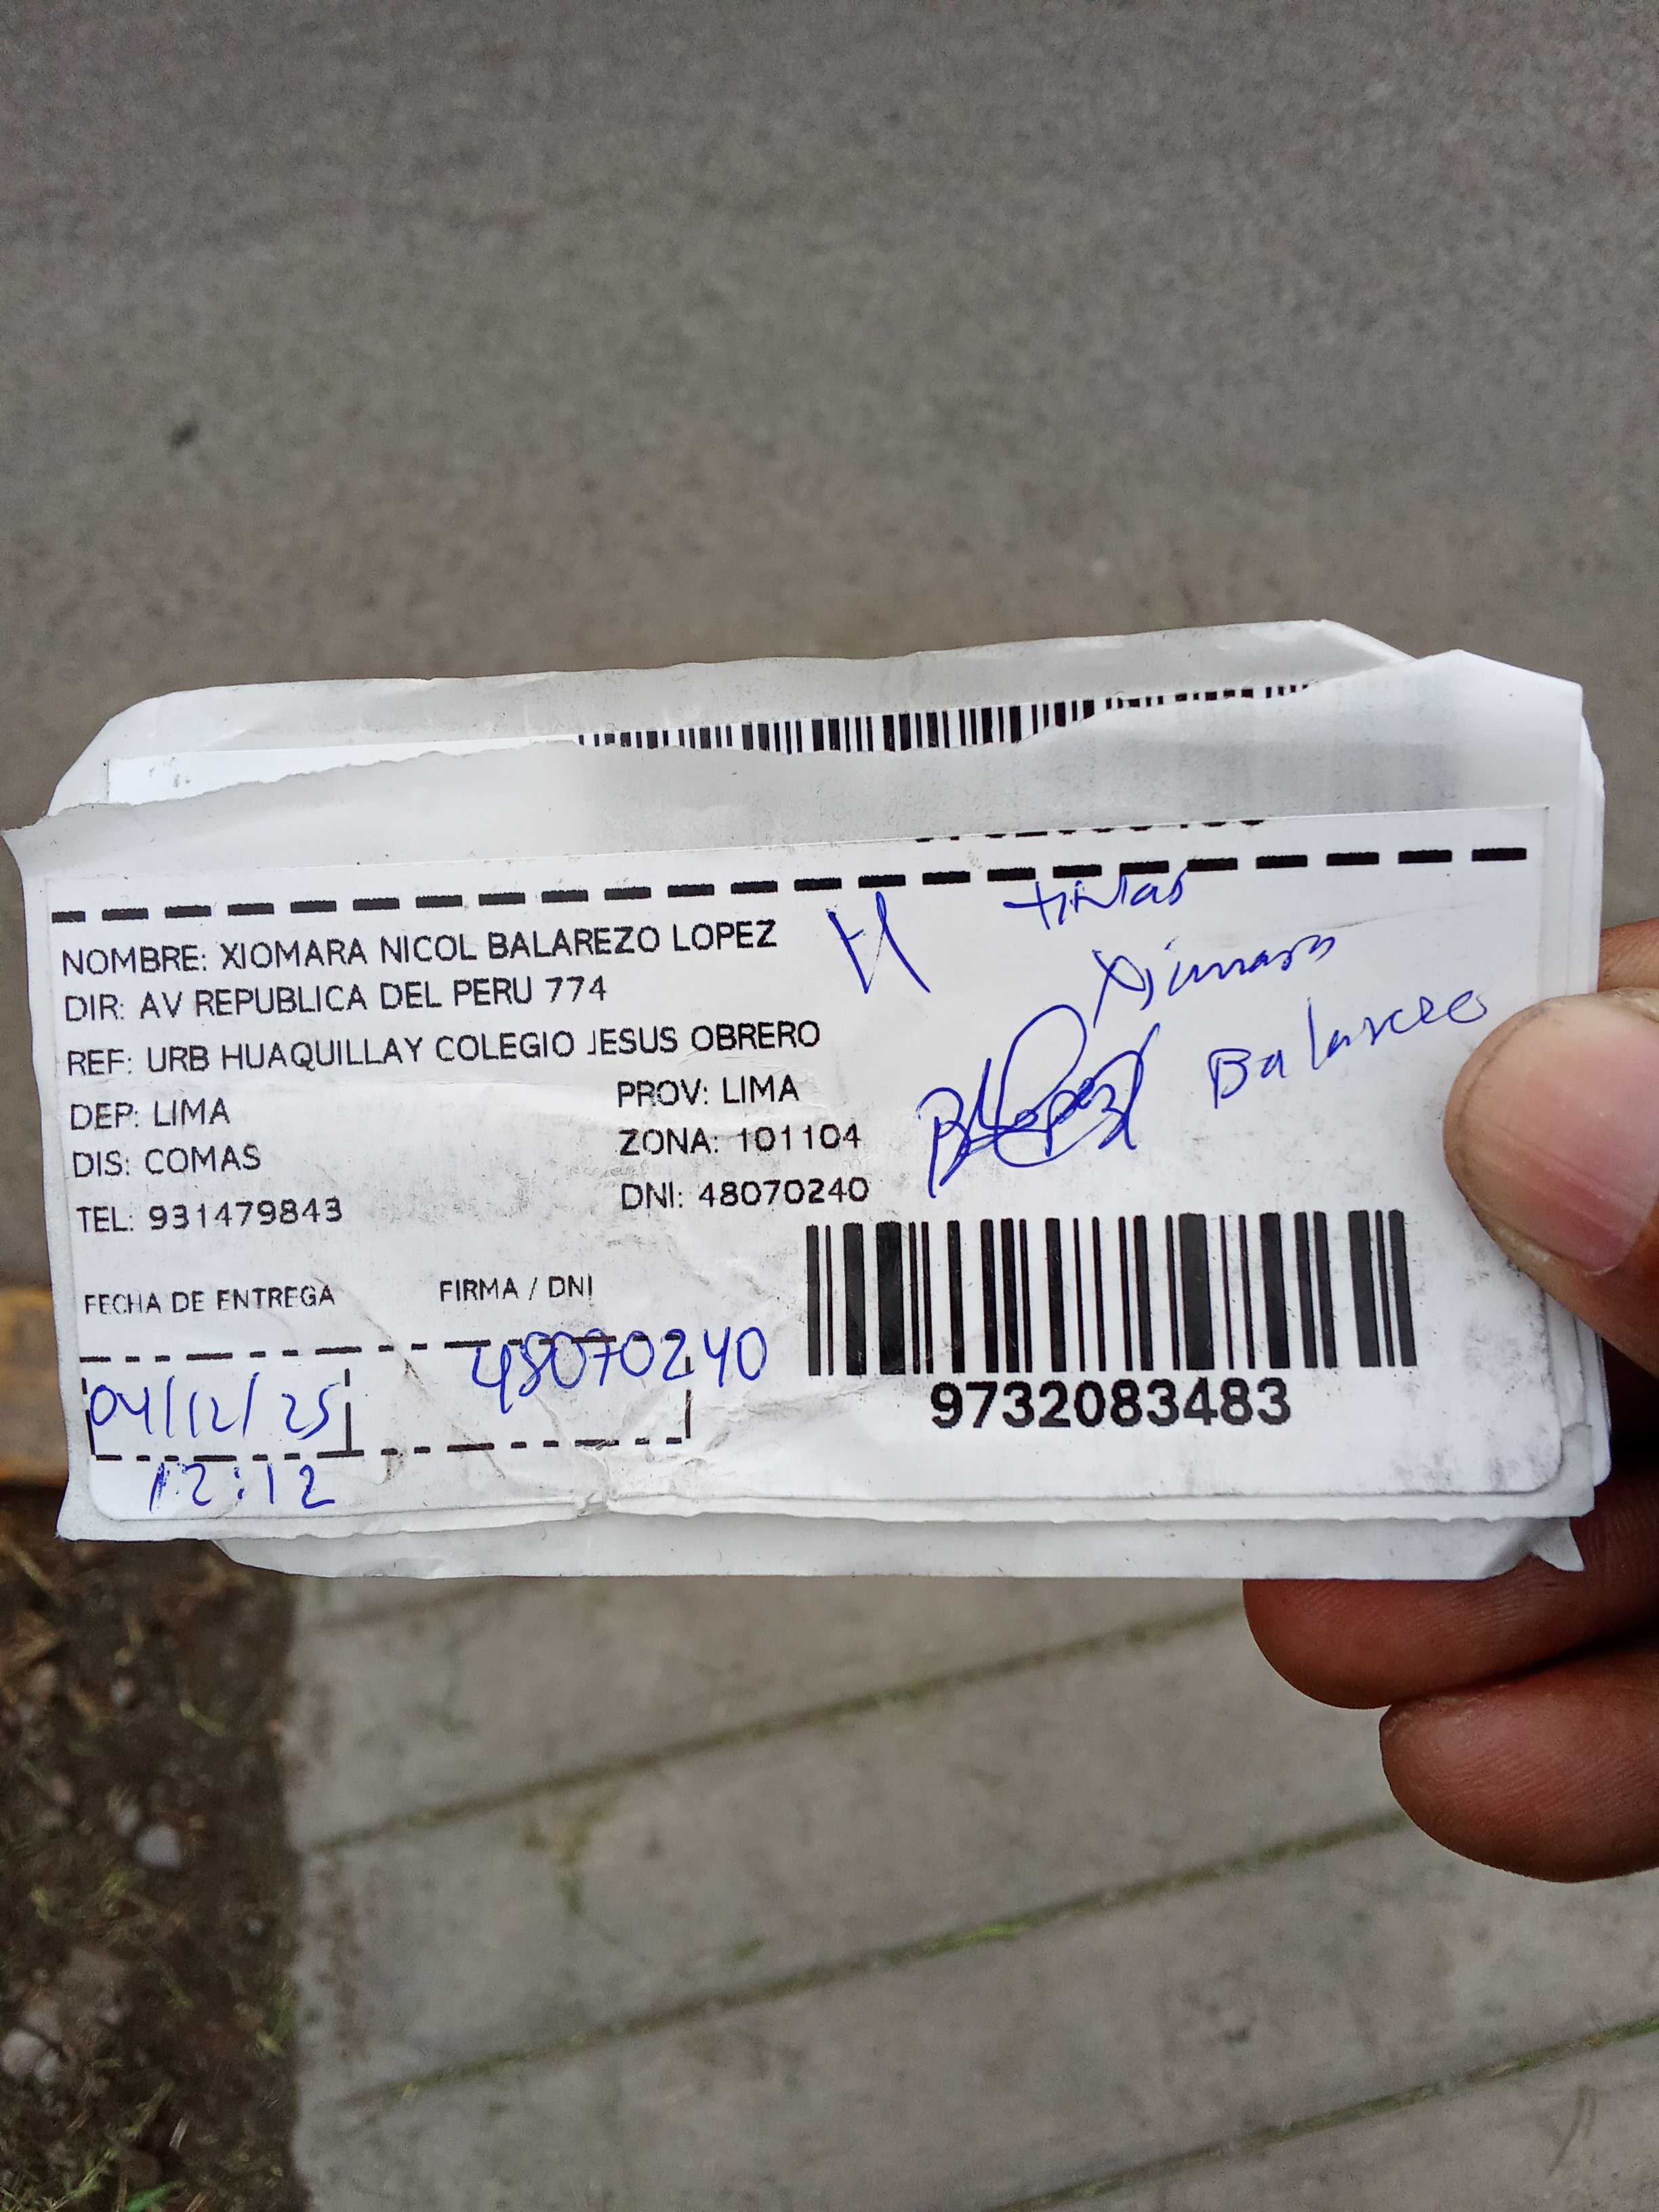 NOMBRE: XIOMARA NICOL BALAREZO LOPEZ
DIR: AV REPUBLICA DEL PERU 774
REF: URB HUAQUILLAY COLEGIO JESUS OBRERO
DEP: LIMA PROV: LIMA
DIS: COMAS ZONA: 101104
TEL: 931479843 DNI: 48070240
tintas
Xiomara
Balarezo
FECHA DE ENTREGA FIRMA / DNI
04/12/25 48070240
12:12
9732083483